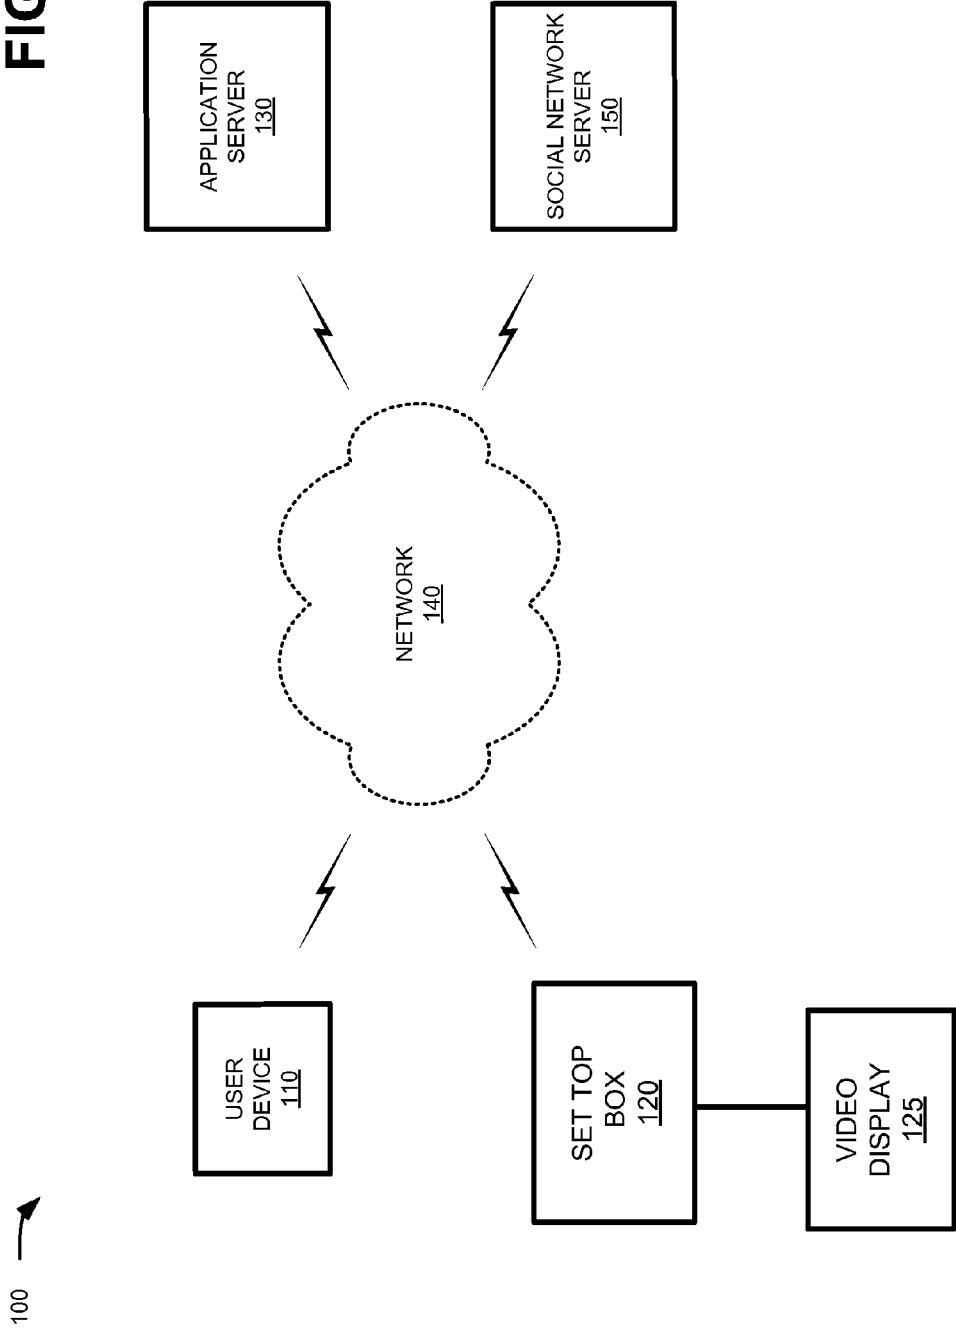 FIG
100
USER
DEVICE
110
SET TOP
BOX
120
VIDEO
DISPLAY
125
NETWORK
140
APPLICATION
SERVER
130
SOCIAL NETWORK
SERVER
150